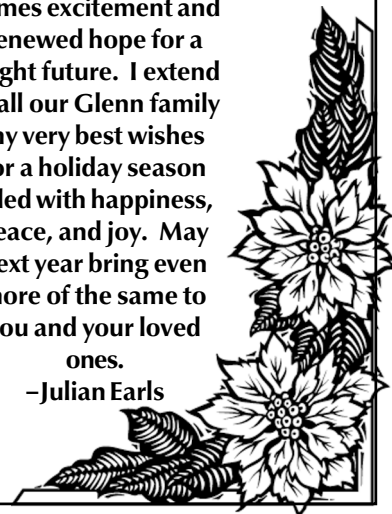 mes excitement and
enewed hope for a
ght future.  I extend
all our Glenn family
ny very best wishes
or a holiday season
led with happiness,
eace, and joy.  May
ext year bring even
nore of the same to
ou and your loved
ones.
–Julian Earls